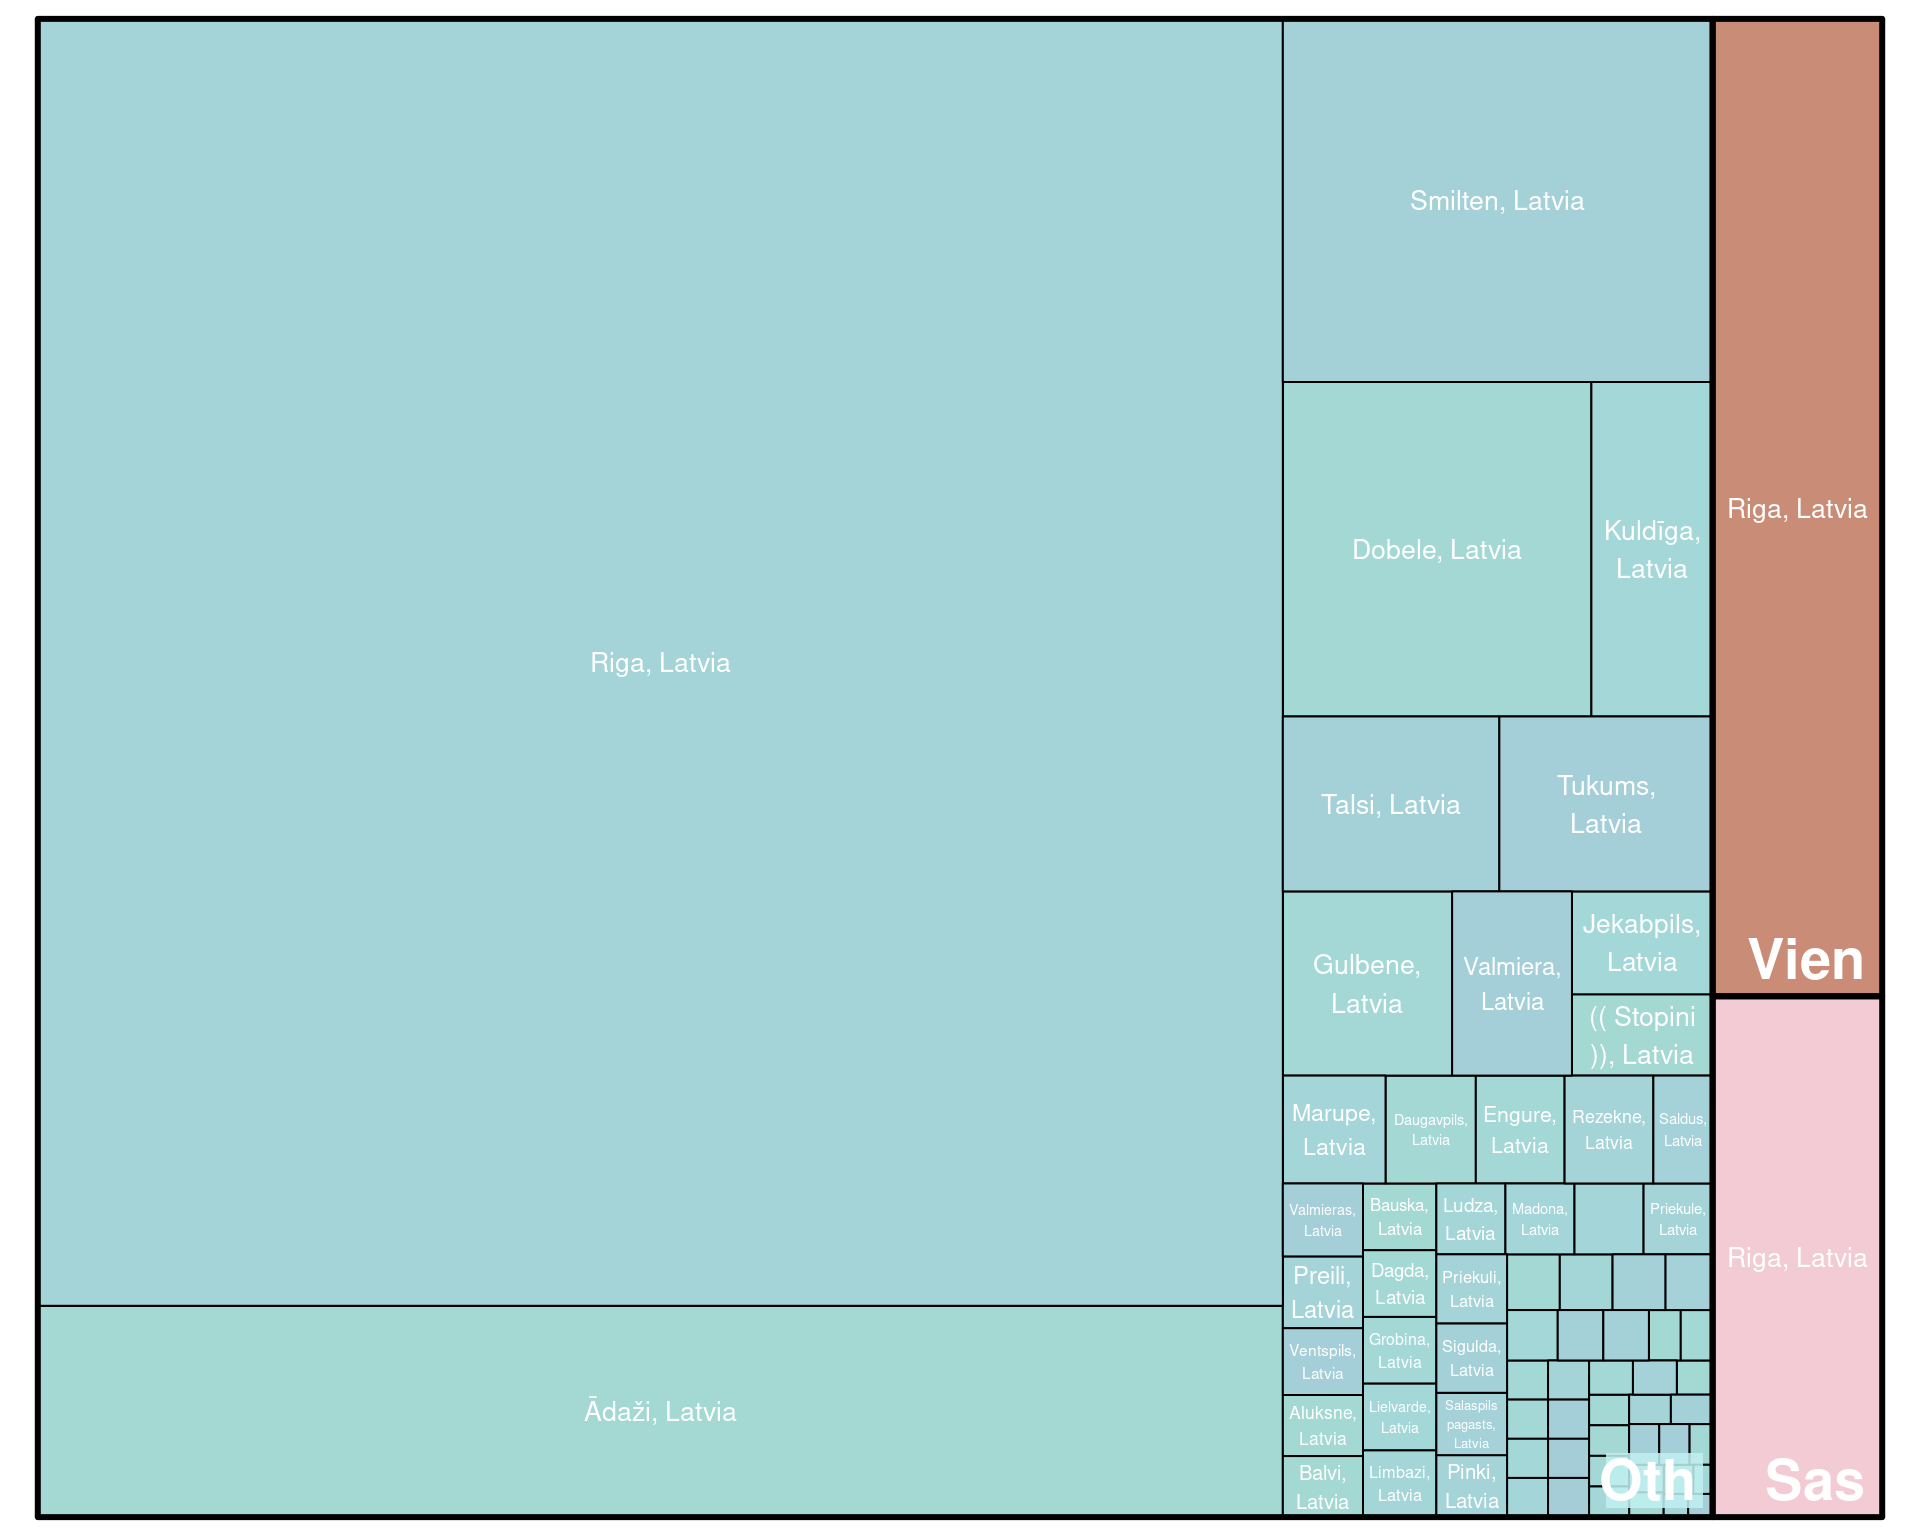 Riga, Latvia
Ādaži, Latvia
Smilten, Latvia
Dobele, Latvia
Kuldīga,
Latvia
Talsi, Latvia
Tukums,
Latvia
Gulbene,
Latvia
Valmiera,
Latvia
Jekabpils,
Latvia
(( Stopini
)), Latvia
Marupe,
Latvia
Daugavpils,
Latvia
Engure,
Latvia
Rezekne,
Latvia
Saldus,
Latvia
Valmieras,
Latvia
Preili,
Latvia
Ventspils,
Latvia
Aluksne,
Latvia
Balvi,
Latvia
Bauska,
Latvia
Dagda,
Latvia
Grobina,
Latvia
Lielvarde,
Latvia
Limbazi,
Latvia
Ludza,
Latvia
Madona,
Latvia
Priekule,
Latvia
Priekuli,
Latvia
Sigulda,
Latvia
Salaspils
pagasts,
Latvia
Pinki,
Latvia
Oth
Riga, Latvia
Vien
Riga, Latvia
Sas